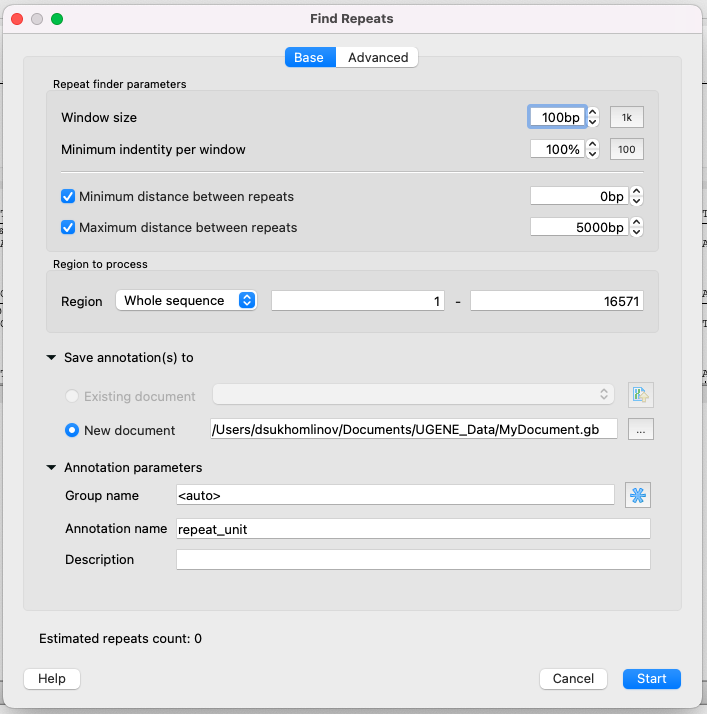 Find Repeats
Base Advanced
Repeat finder parameters
Window size 100bp 1k
Minimum indentity per window 100% 100
Minimum distance between repeats 0bp
Maximum distance between repeats 5000bp
Region to process
Region Whole sequence 1 - 16571
Save annotation(s) to
Existing document
New document /Users/dsukhomlinov/Documents/UGENE_Data/MyDocument.gb ...
Annotation parameters
Group name <auto>
Annotation name repeat_unit
Description
Estimated repeats count: 0
Help Cancel Start